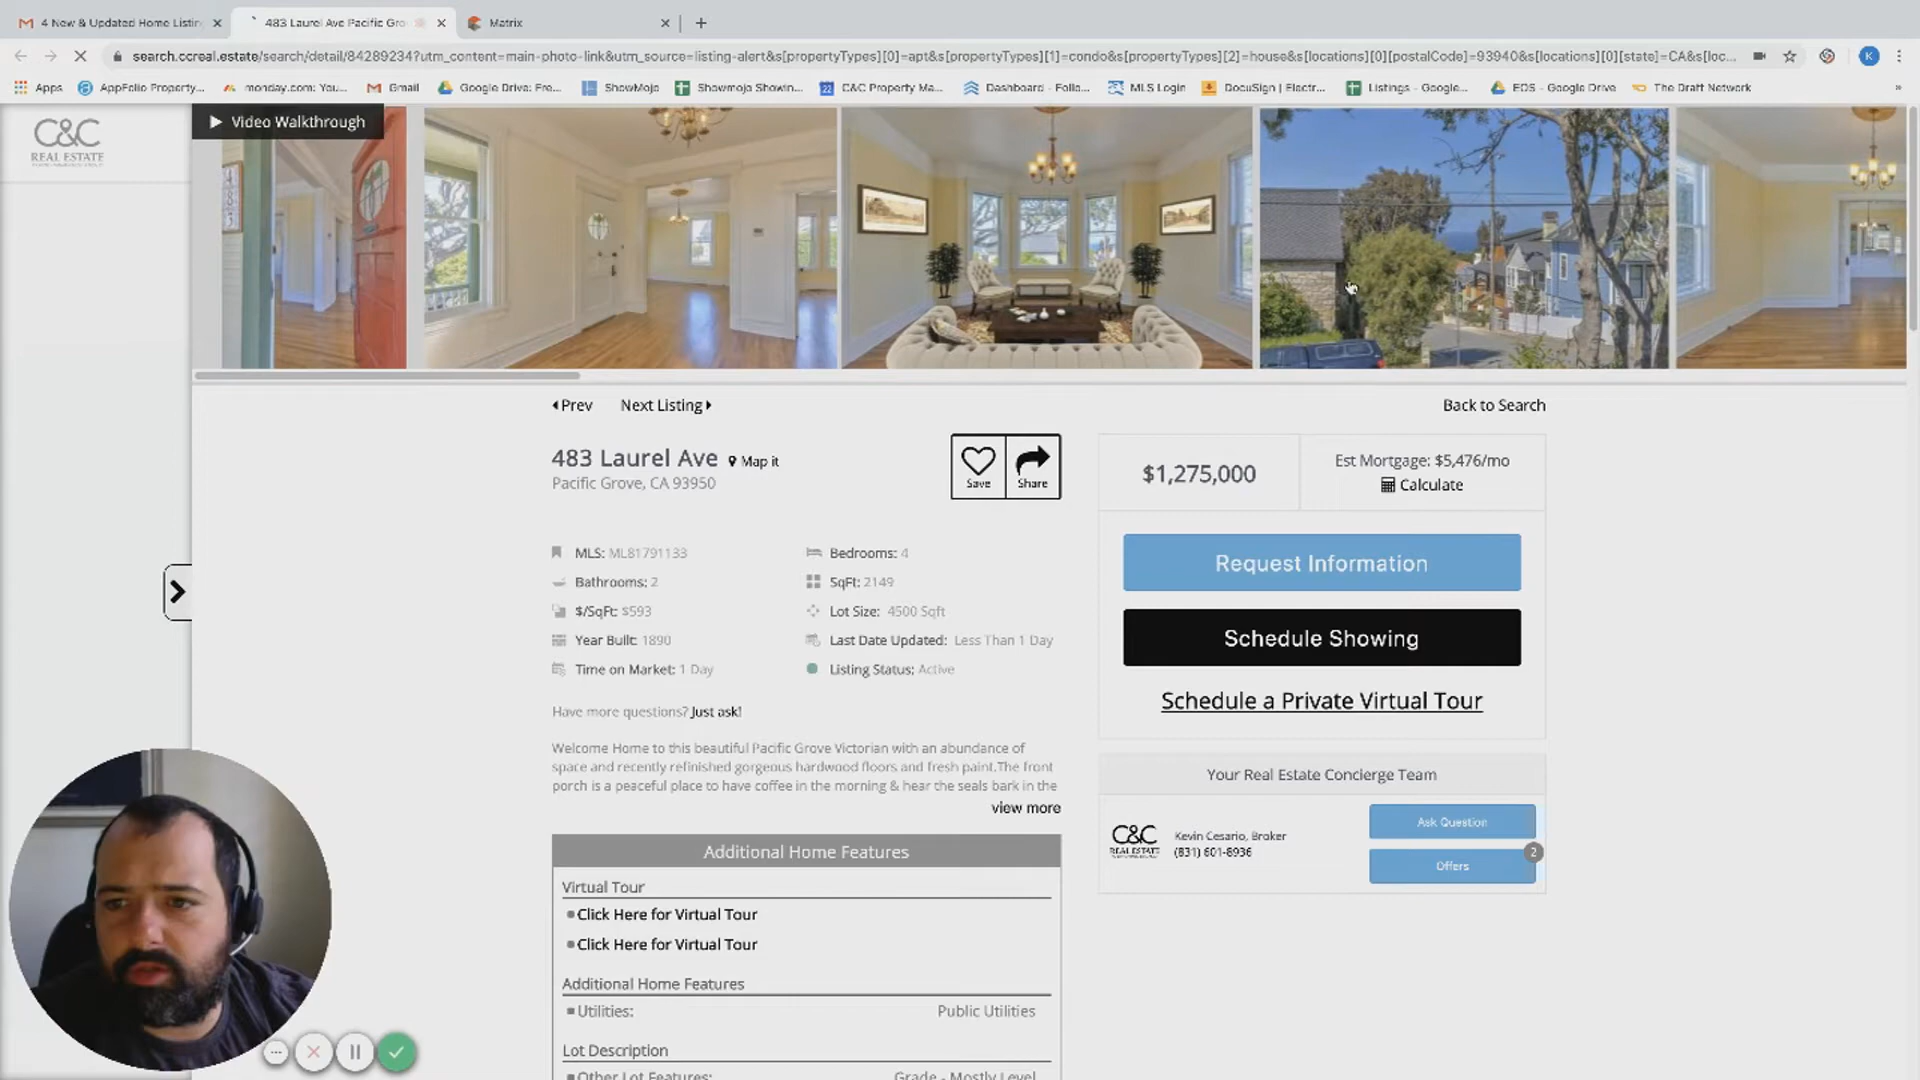 4 New & Updated Home Listin
483 Laurel Ave Pacific Gro
Matrix
search.ccreal.estate/search/detail/84289234?utm_content=main-photo-link&utm_source=listing-alert&s[propertyTypes][0]=apt&s[propertyTypes][1]=condo&s[propertyTypes][2]=house&s[locations][0][postalCode]=93940&s[locations][0][state]=CA&s[loc...
K
Apps
AppFolio Property...
monday.com: You...
Gmail
Google Drive: Fre...
ShowMojo
Showmojo Showin...
C&C Property Ma...
Dashboard - Follo...
MLS Login
DocuSign | Electr...
Listings - Google...
EOS - Google Drive
The Draft Network
»
C&C
REAL ESTATE
Video Walkthrough
Prev
Next Listing
Back to Search
483 Laurel Ave
Map it
Pacific Grove, CA 93950
Save
Share
$1,275,000
Est Mortgage: $5,476/mo
Calculate
MLS: ML81791133
Bedrooms: 4
Bathrooms: 2
SqFt: 2149
$/SqFt: $593
Lot Size: 4500 Sqft
Year Built: 1890
Last Date Updated: Less Than 1 Day
Time on Market: 1 Day
Listing Status: Active
Request Information
Schedule Showing
Schedule a Private Virtual Tour
Have more questions? Just ask!
Welcome Home to this beautiful Pacific Grove Victorian with an abundance of
space and recently refinished gorgeous hardwood floors and fresh paint.The front
porch is a peaceful place to have coffee in the morning & hear the seals bark in the
view more
Your Real Estate Concierge Team
C&C
REAL ESTATE
Kevin Cesario, Broker
(831) 601-8936
Ask Question
Offers
2
Additional Home Features
Virtual Tour
Click Here for Virtual Tour
Click Here for Virtual Tour
Additional Home Features
Utilities:
Public Utilities
Lot Description
Other Lot Features:
Grade - Mostly Level